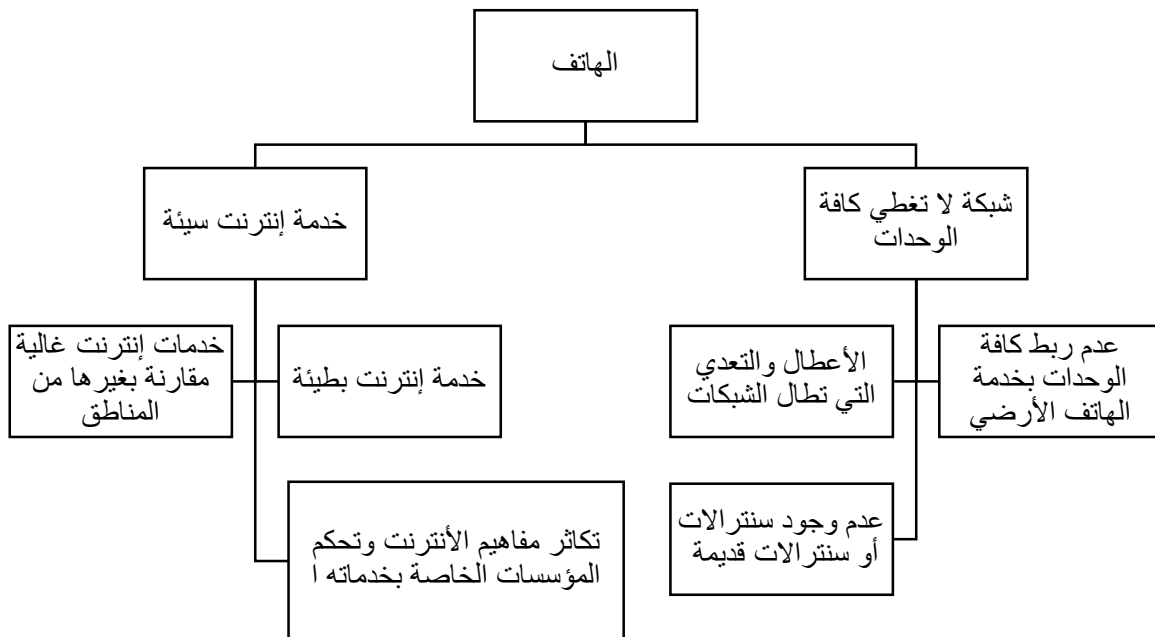 الهاتف
شبكة لا تغطي كافة
الوحدات
خدمة إنترنت سيئة
عدم ربط كافة
الوحدات بخدمة
الهاتف الأرضي
الأعطال والتعدي
التي تطال الشبكات
خدمة إنترنت بطيئة
خدمات إنترنت غالية
مقارنة بغيرها من
المناطق
عدم وجود سنترالات
أو سنترالات قديمة
تكاثر مفاهيم الأنترنت وتحكم
المؤسسات الخاصة بخدماته ا